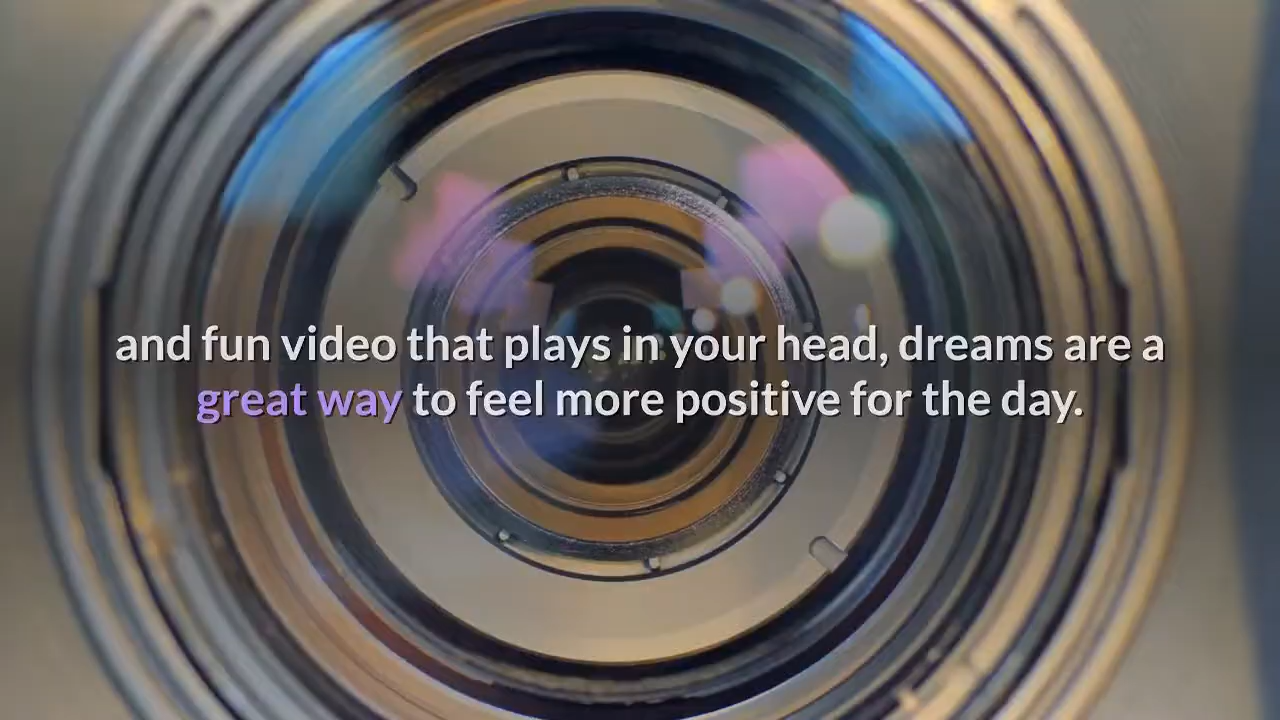 and fun video that plays in your head, dreams are a
great way to feel more positive for the day.